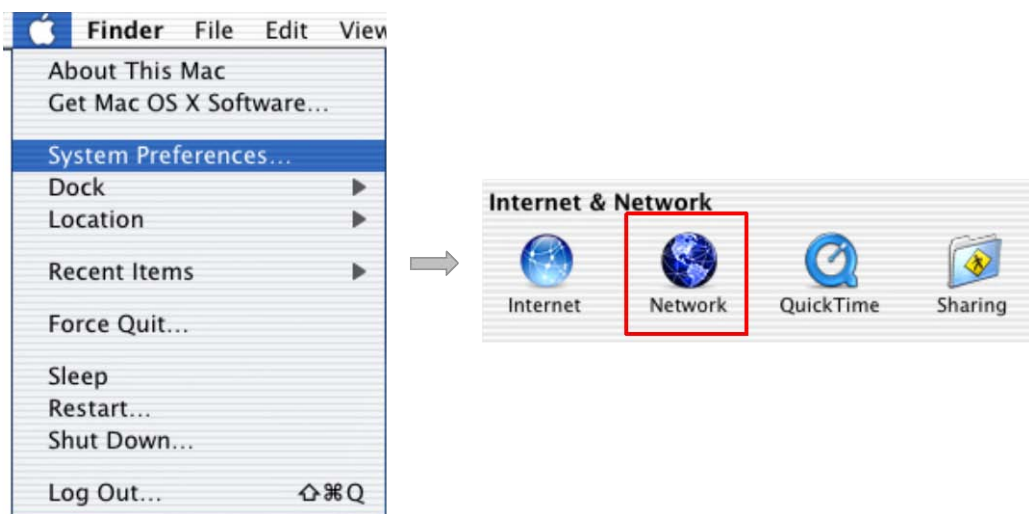 Finder File Edit View
About This Mac
Get Mac OS X Software...
System Preferences...
Dock
Location
Recent Items
Force Quit...
Sleep
Restart...
Shut Down...
Log Out... ⇧⌘Q
Internet & Network
Internet Network QuickTime Sharing